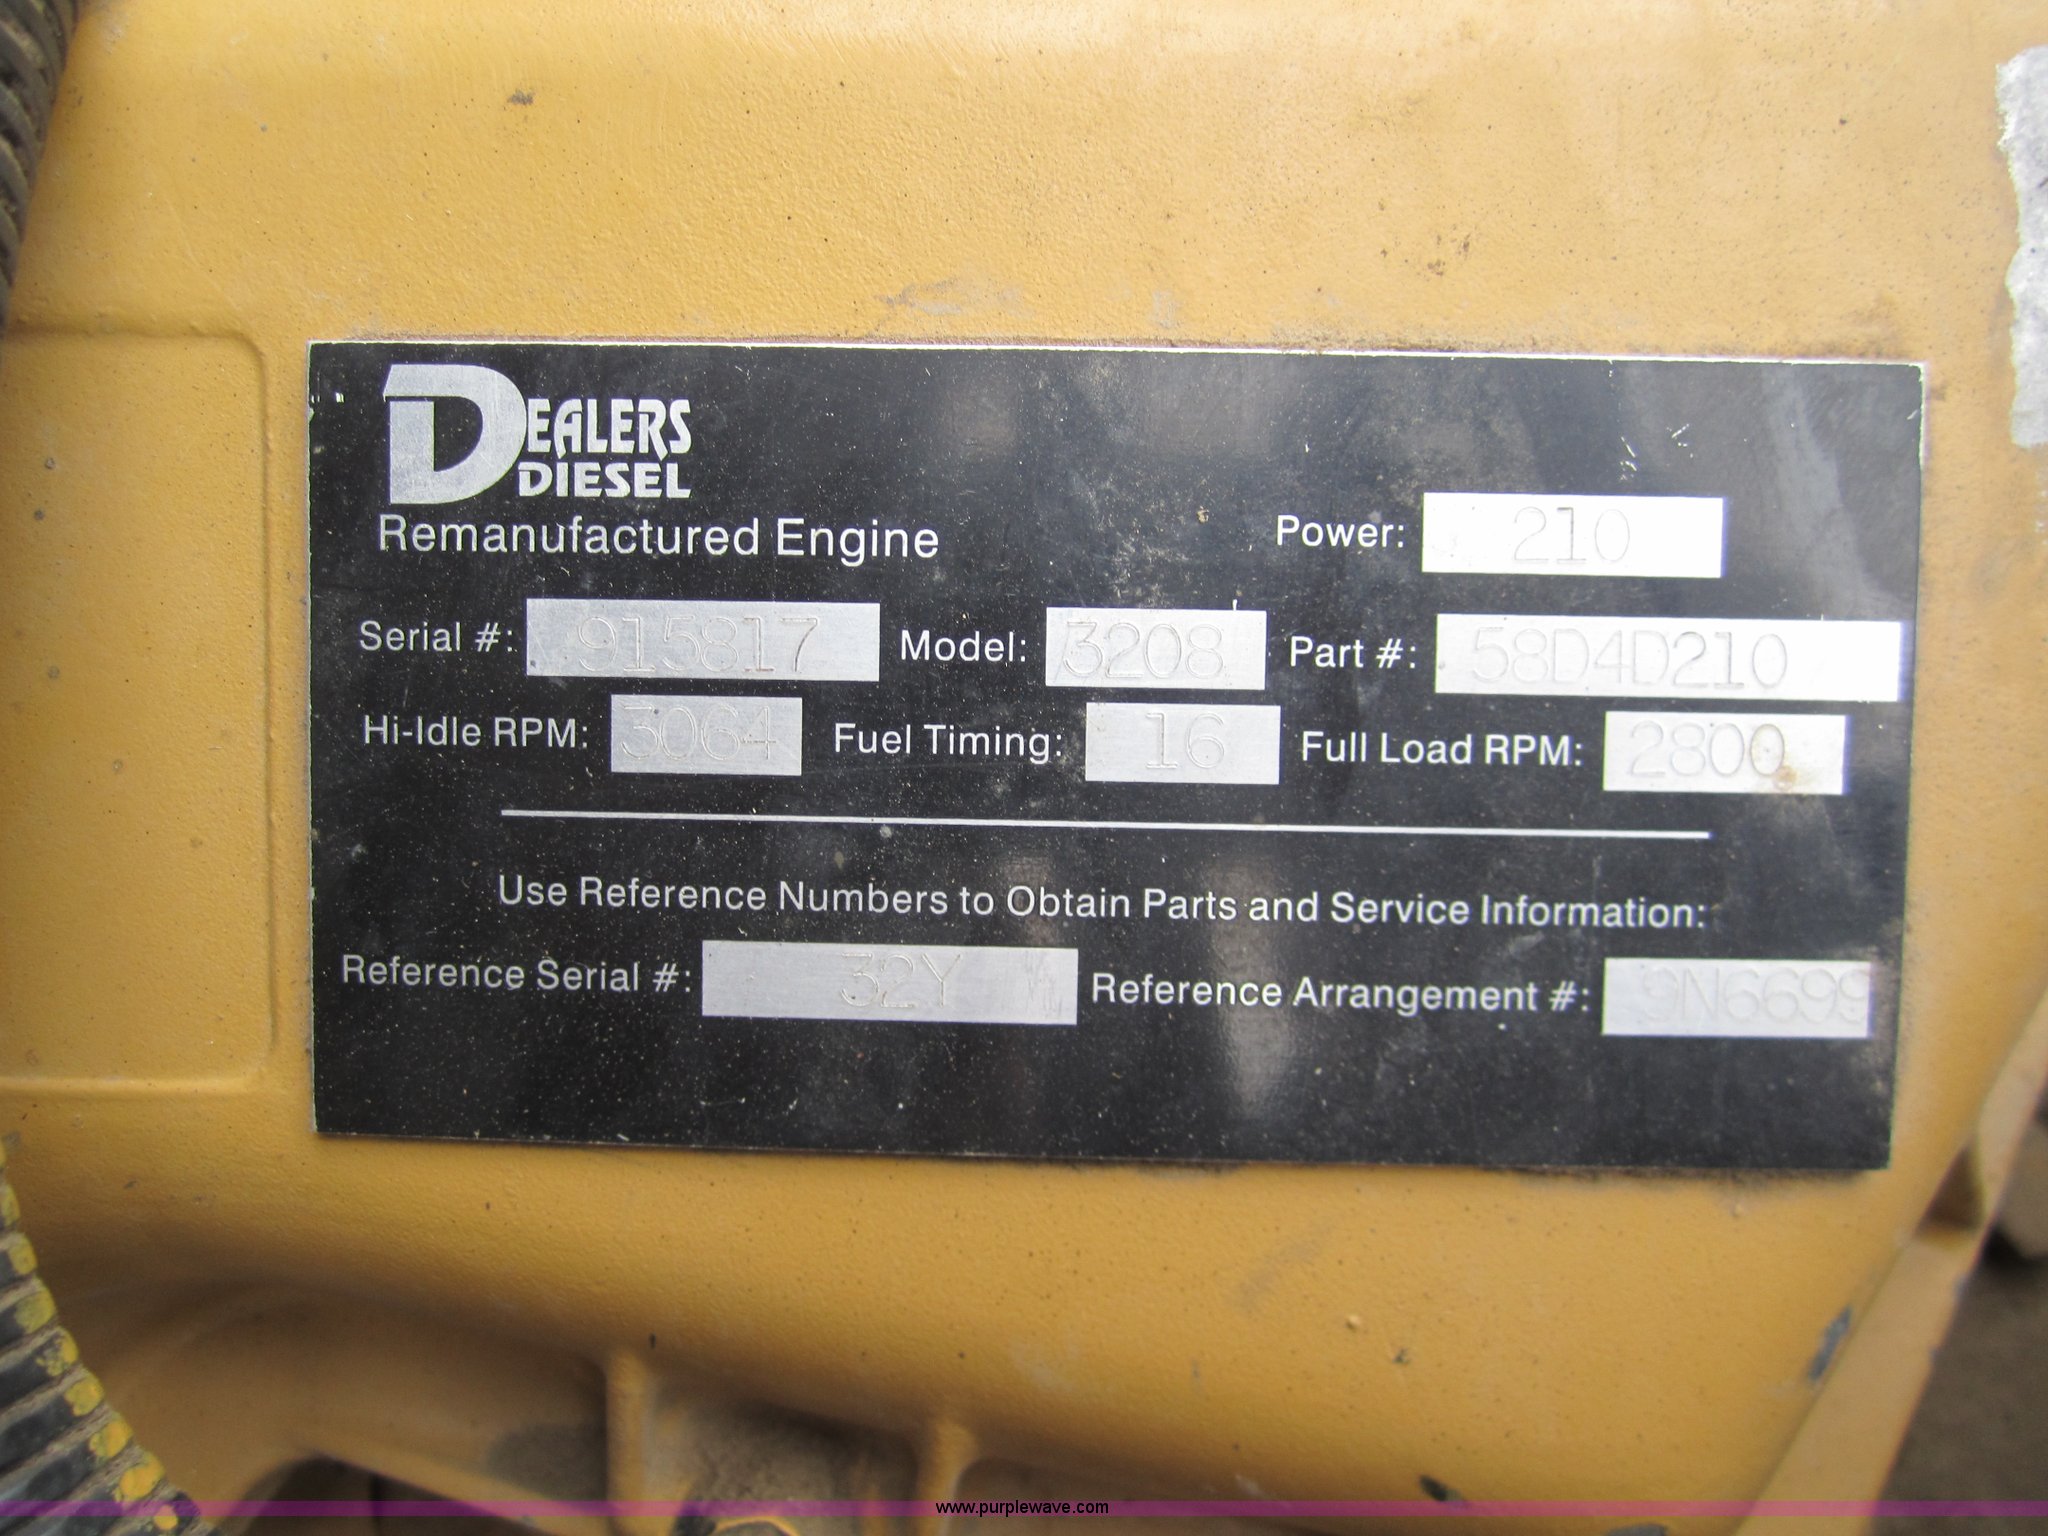 DEALERS
DIESEL
Remanufactured Engine Power: 210
Serial #: 915817 Model: 3208 Part #: 58D4D210
Hi-Idle RPM: 3064 Fuel Timing: 16 Full Load RPM: 2800
Use Reference Numbers to Obtain Parts and Service Information:
Reference Serial #: 32Y Reference Arrangement #: 9N6699
www.purplewave.com